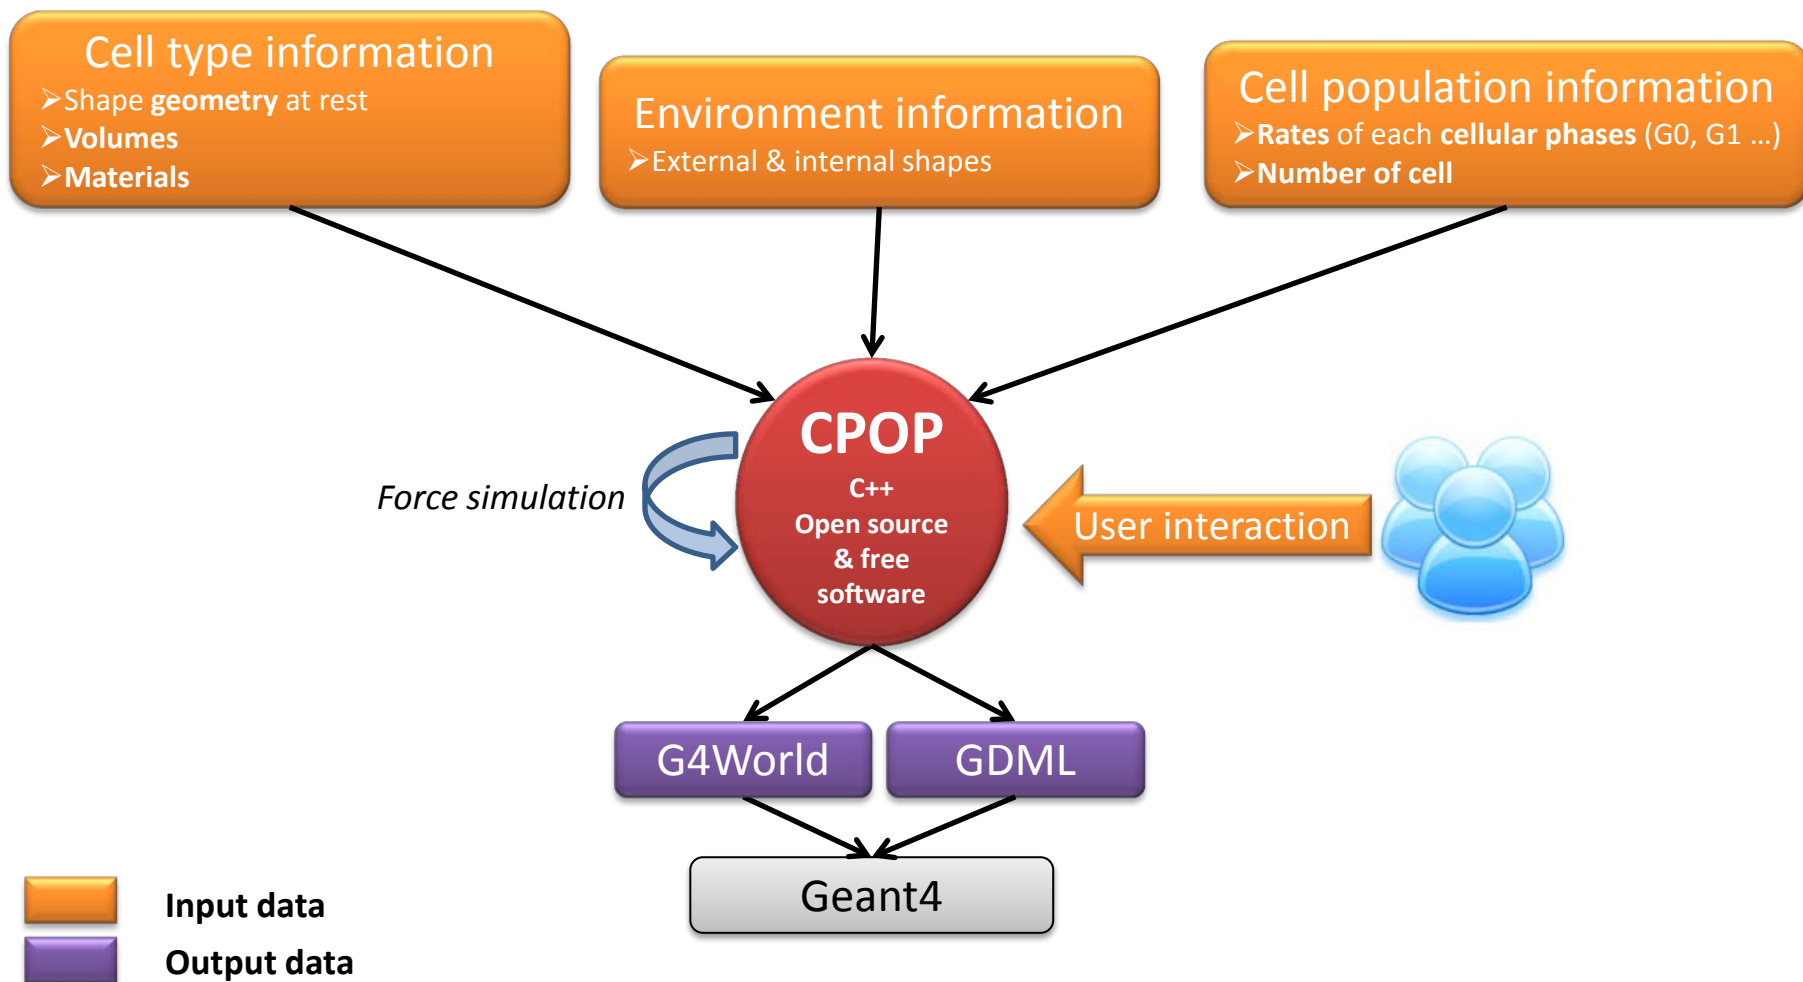 Cell type information
➢Shape geometry at rest
➢Volumes
➢Materials
Environment information
➢External & internal shapes
Cell population information
➢Rates of each cellular phases (G0, G1 ...)
➢Number of cell
CPOP
C++
Open source
& free
software
Force simulation
User interaction
G4World
GDML
Geant4
Input data
Output data